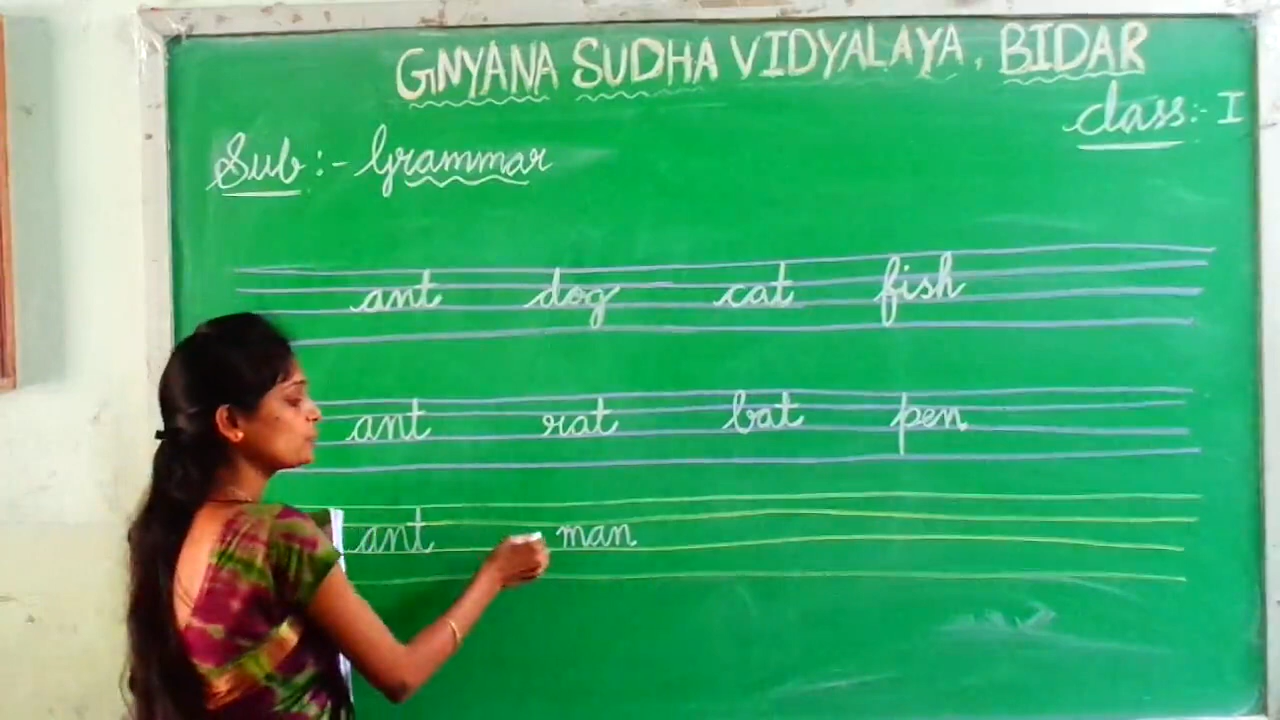 GNYANA SUDHA VIDYALAYA, BIDAR
class:- I
Sub:- Grammar
ant dog cat fish
ant rat bat pen
ant man